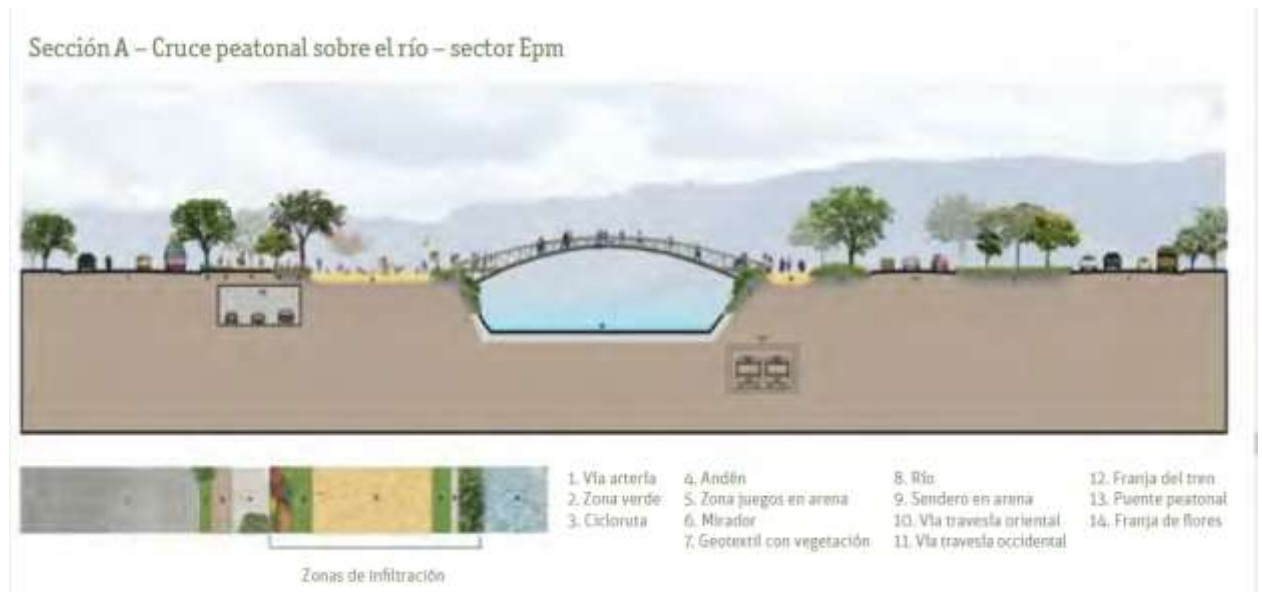 Sección A – Cruce peatonal sobre el río – sector Epm
1. Vía arteria
2. Zona verde
3. Cicloruta
4. Andén
5. Zona juegos en arena
6. Mirador
7. Geotextil con vegetación
8. Río
9. Sendero en arena
10. Vía travesía oriental
11. Vía travesía occidental
12. Franja del tren
13. Puente peatonal
14. Franja de flores
Zonas de infiltración